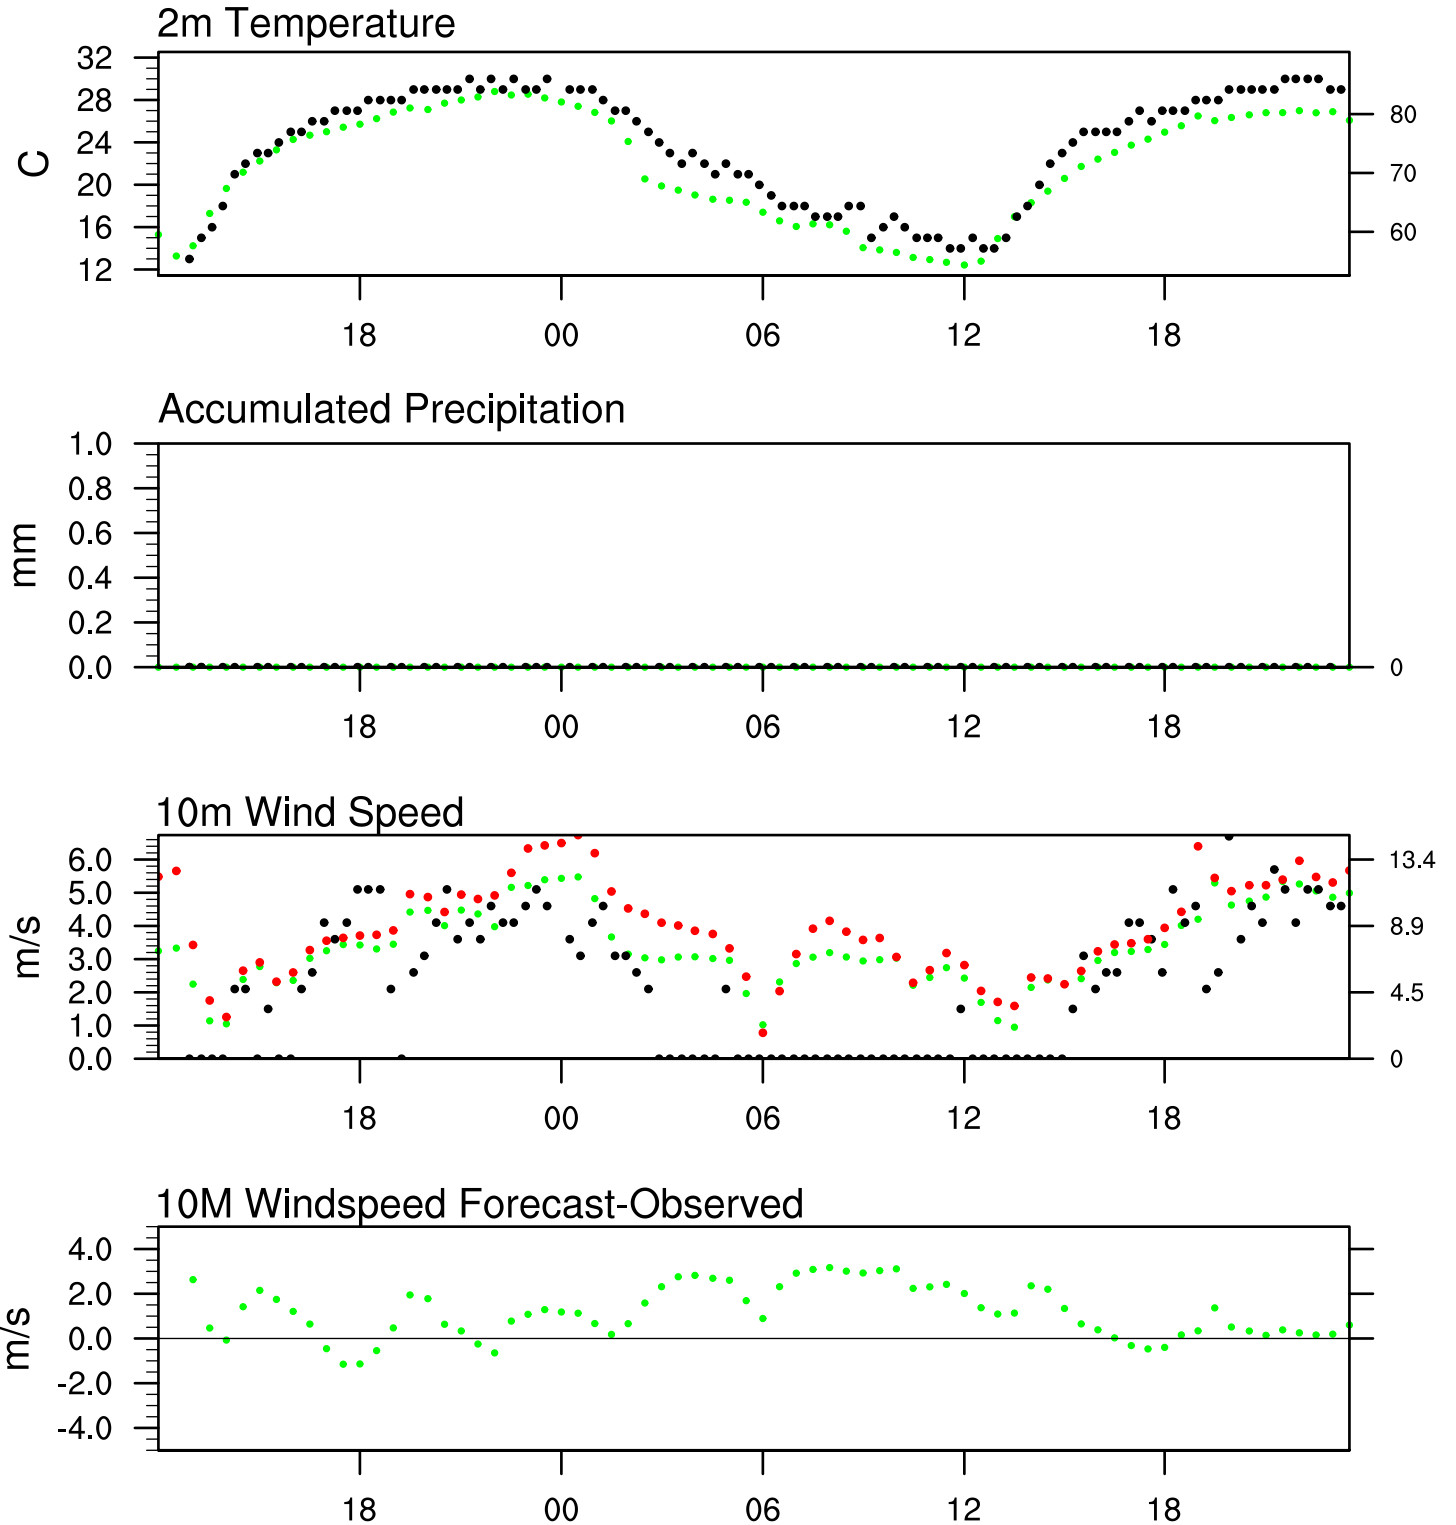 2m Temperature
32
28
24
20
16
12
C
80
70
60
18 00 06 12 18
Accumulated Precipitation
1.0
0.8
0.6
0.4
0.2
0.0
mm
0
18 00 06 12 18
10m Wind Speed
6.0
5.0
4.0
3.0
2.0
1.0
0.0
m/s
13.4
8.9
4.5
0
18 00 06 12 18
10M Windspeed Forecast-Observed
4.0
2.0
0.0
-2.0
-4.0
m/s
18 00 06 12 18